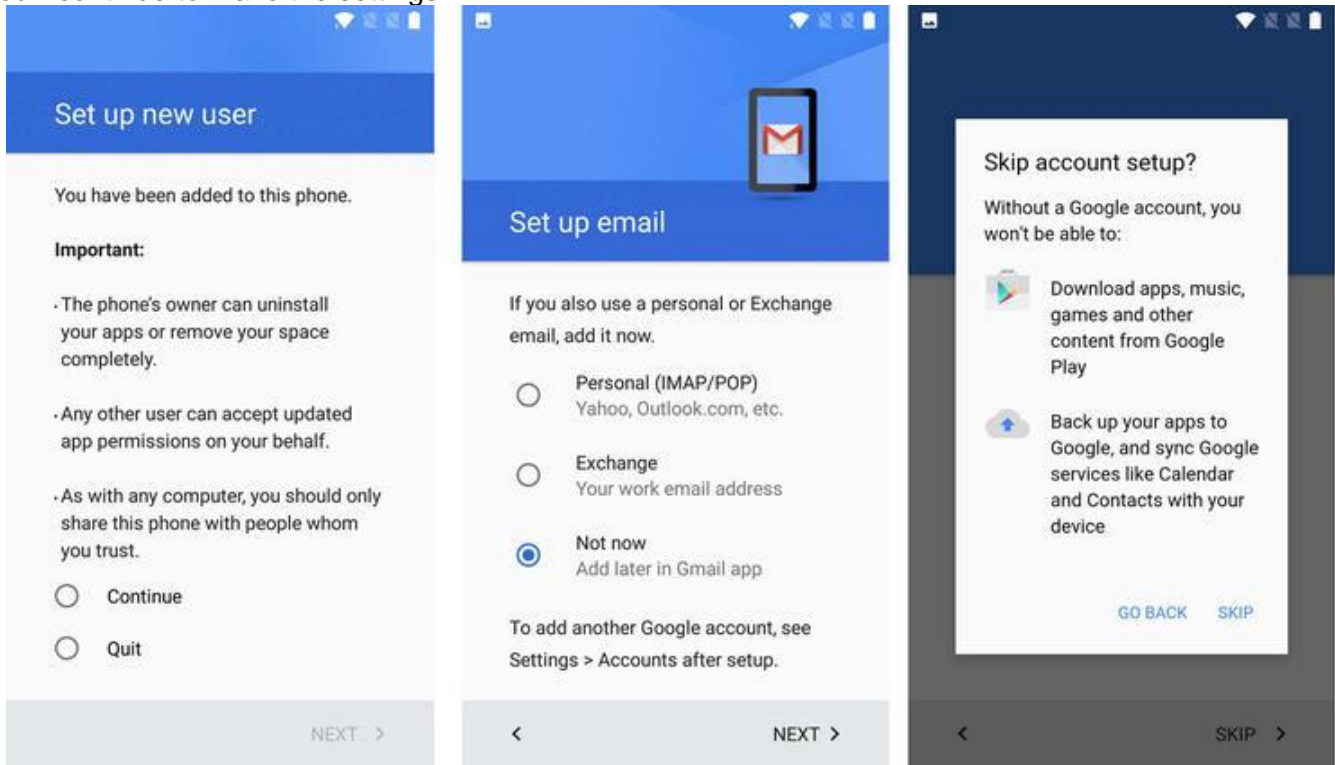 Set up new user
You have been added to this phone.
Important:
· The phone's owner can uninstall
your apps or remove your space
completely.
· Any other user can accept updated
app permissions on your behalf.
· As with any computer, you should only
share this phone with people whom
you trust.
Continue
Quit
NEXT >
Set up email
If you also use a personal or Exchange
email, add it now.
Personal (IMAP/POP)
Yahoo, Outlook.com, etc.
Exchange
Your work email address
Not now
Add later in Gmail app
To add another Google account, see
Settings > Accounts after setup.
< NEXT >
Skip account setup?
Without a Google account, you
won't be able to:
Download apps, music,
games and other
content from Google
Play
Back up your apps to
Google, and sync Google
services like Calendar
and Contacts with your
device
GO BACK SKIP
< SKIP >